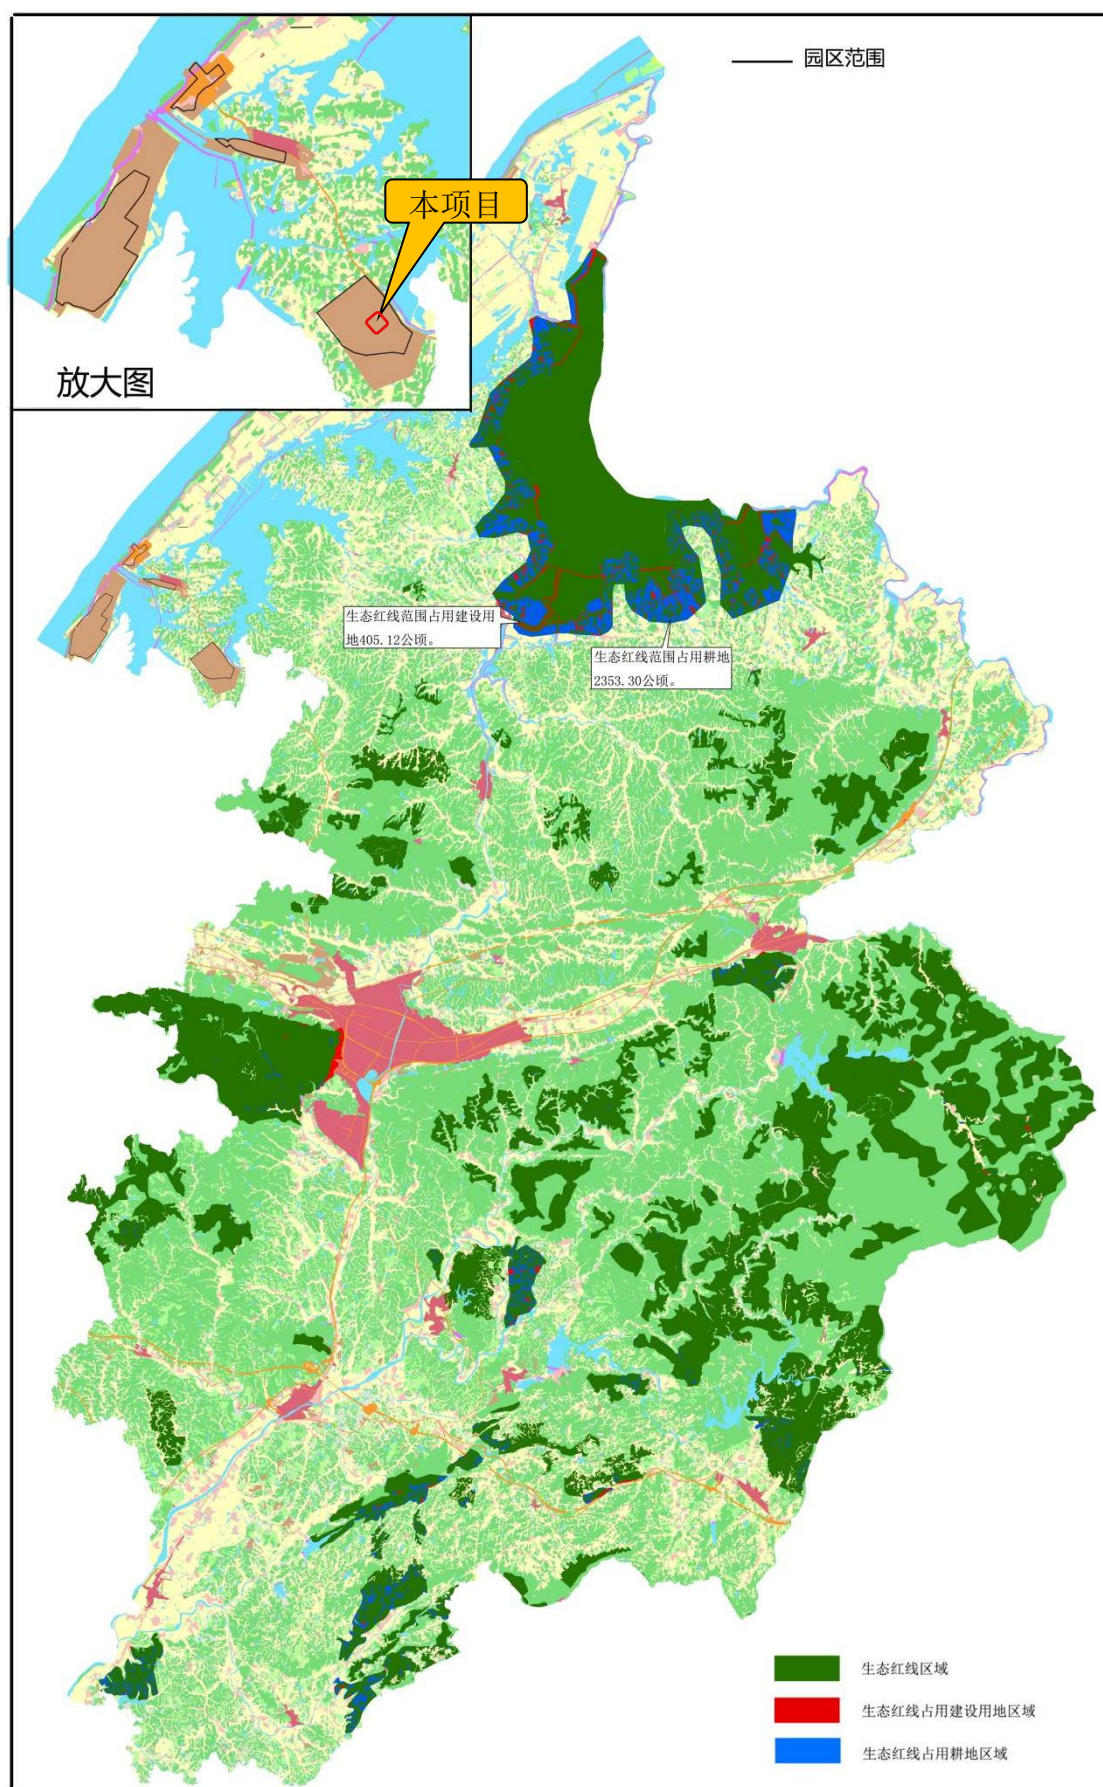 园区范围
本项目
放大图
生态红线范围占用建设用
地405.12公顷。
生态红线范围占用耕地
2353.30公顷。
生态红线区域
生态红线占用建设用地区域
生态红线占用耕地区域